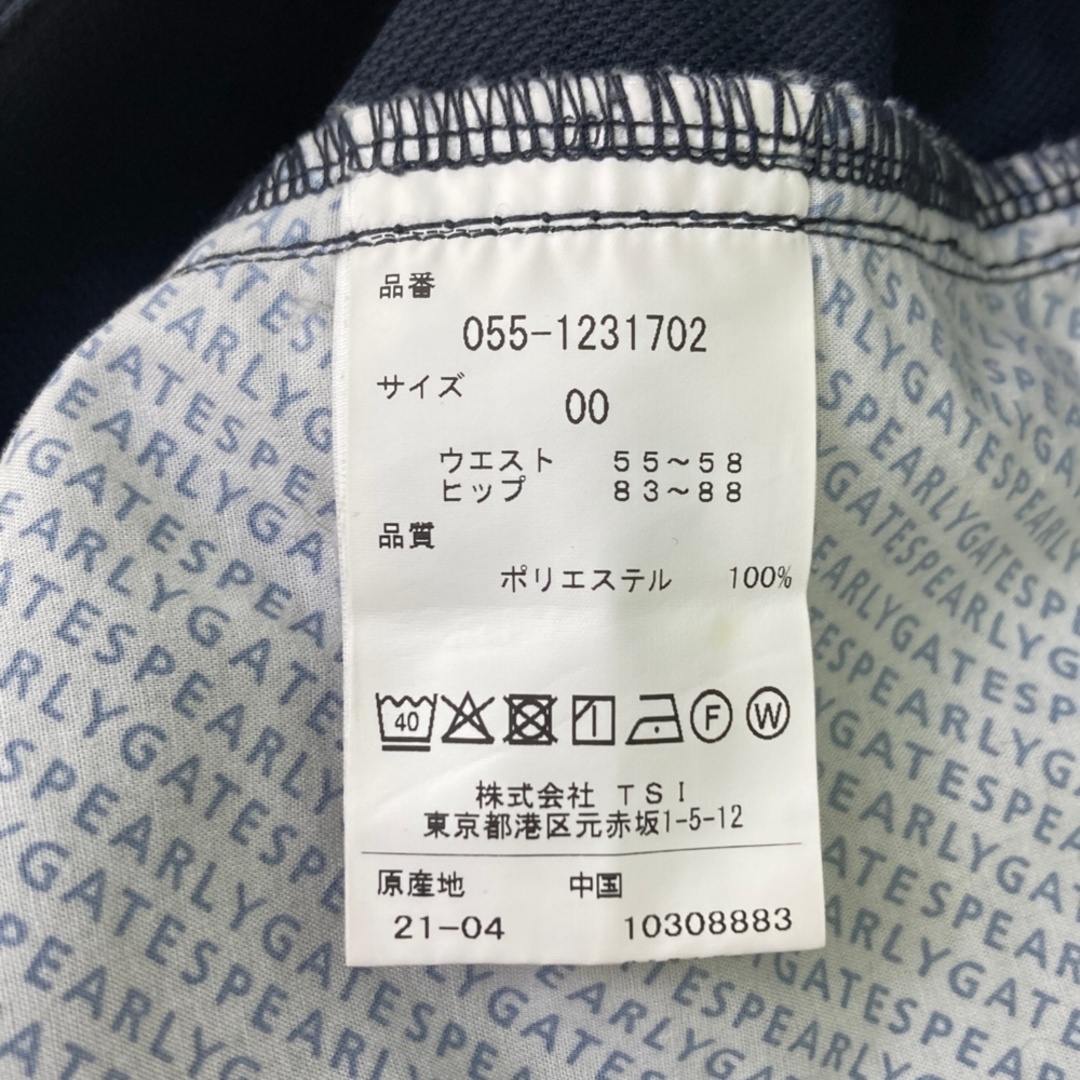 品番
055-1231702
サイズ
00
ウエスト 55～58
ヒップ 83～88
品質
ポリエステル 100%
40
F
W
株式会社 TSI
東京都港区元赤坂1-5-12
原産地 中国
21-04 10308883
PEARLYGATESPEARLYGATES